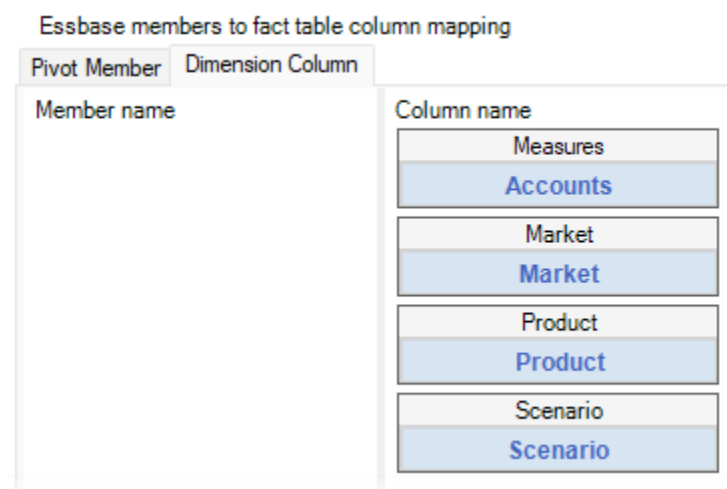 Essbase members to fact table column mapping
Pivot Member Dimension Column
Member name Column name
Measures
Accounts
Market
Market
Product
Product
Scenario
Scenario